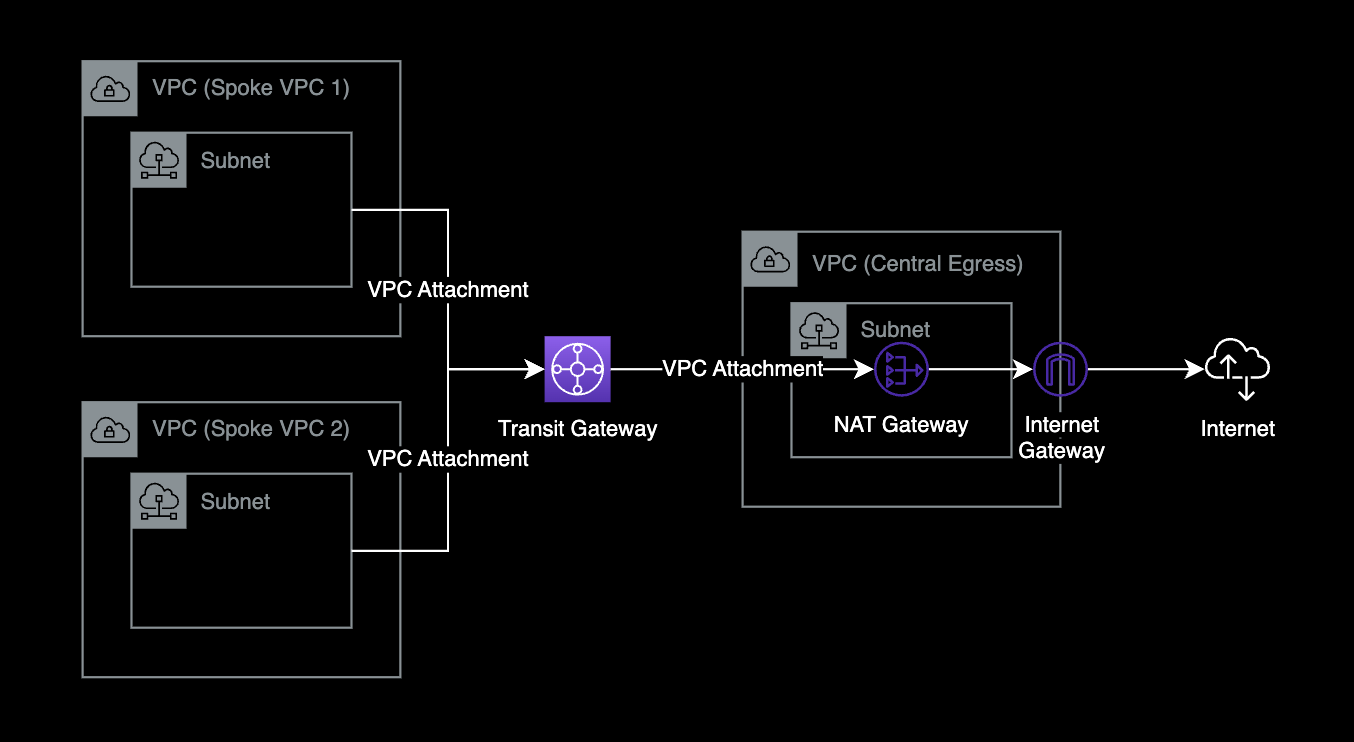 VPC (Spoke VPC 1)
Subnet
VPC Attachment
VPC (Spoke VPC 2)
Subnet
VPC Attachment
Transit Gateway
VPC (Central Egress)
Subnet
VPC Attachment
NAT Gateway
Internet
Gateway
Internet